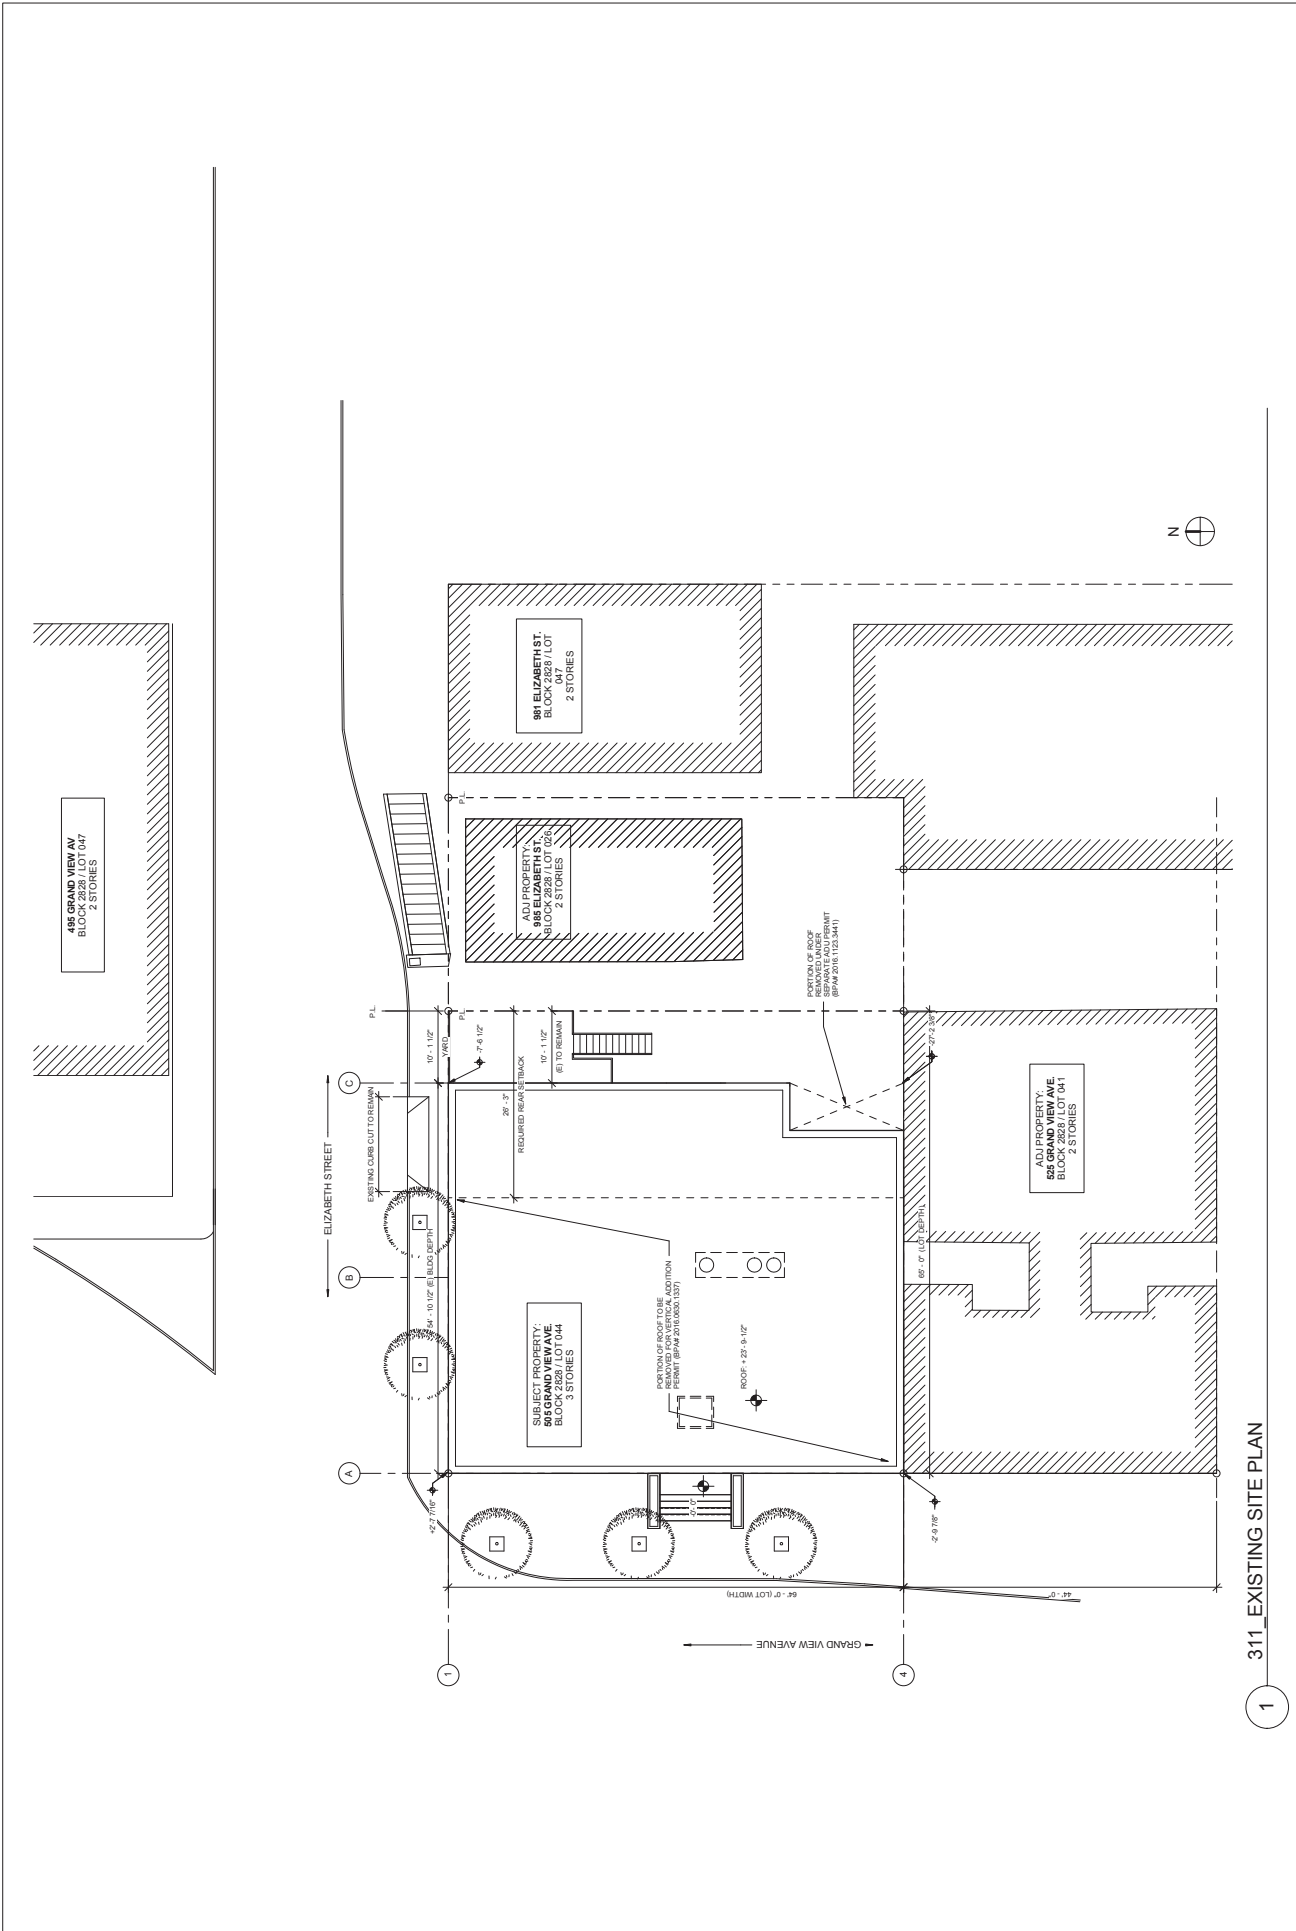 495 GRAND VIEW AV
BLOCK 2828 / LOT 047
2 STORIES
ELIZABETH STREET
EXISTING CURB CUT TO REMAIN
P.L.
A
B
C
54' - 10 1/2" (E) BLDG DEPTH
10' - 1 1/2"
YARD
P.L.
P.L.
+2'-7 7/16"
-7'-6 1/2"
26' - 3"
REQUIRED REAR SETBACK
10' - 1 1/2"
(E) TO REMAIN
SUBJECT PROPERTY:
505 GRAND VIEW AVE.
BLOCK 2828 / LOT 044
3 STORIES
ADJ PROPERTY:
985 ELIZABETH ST.
BLOCK 2828 / LOT 026
2 STORIES
981 ELIZABETH ST.
BLOCK 2828 / LOT
047
2 STORIES
PORTION OF ROOF TO BE
REMOVED FOR VERTICAL ADDITION
PERMIT (BPA# 2016.0630.1337)
ROOF: + 23'- 9-1/2"
PORTION OF ROOF
REMOVED UNDER
SEPARATE ADU PERMIT
(BPA# 2016.1123.3441)
-0' - 0"
-2'-9 7/8"
65' - 0" (LOT DEPTH)
64' - 0" (LOT WIDTH)
44' - 0"
GRAND VIEW AVENUE
1
4
ADJ PROPERTY:
525 GRAND VIEW AVE.
BLOCK 2828 / LOT 041
2 STORIES
N
1
311_EXISTING SITE PLAN